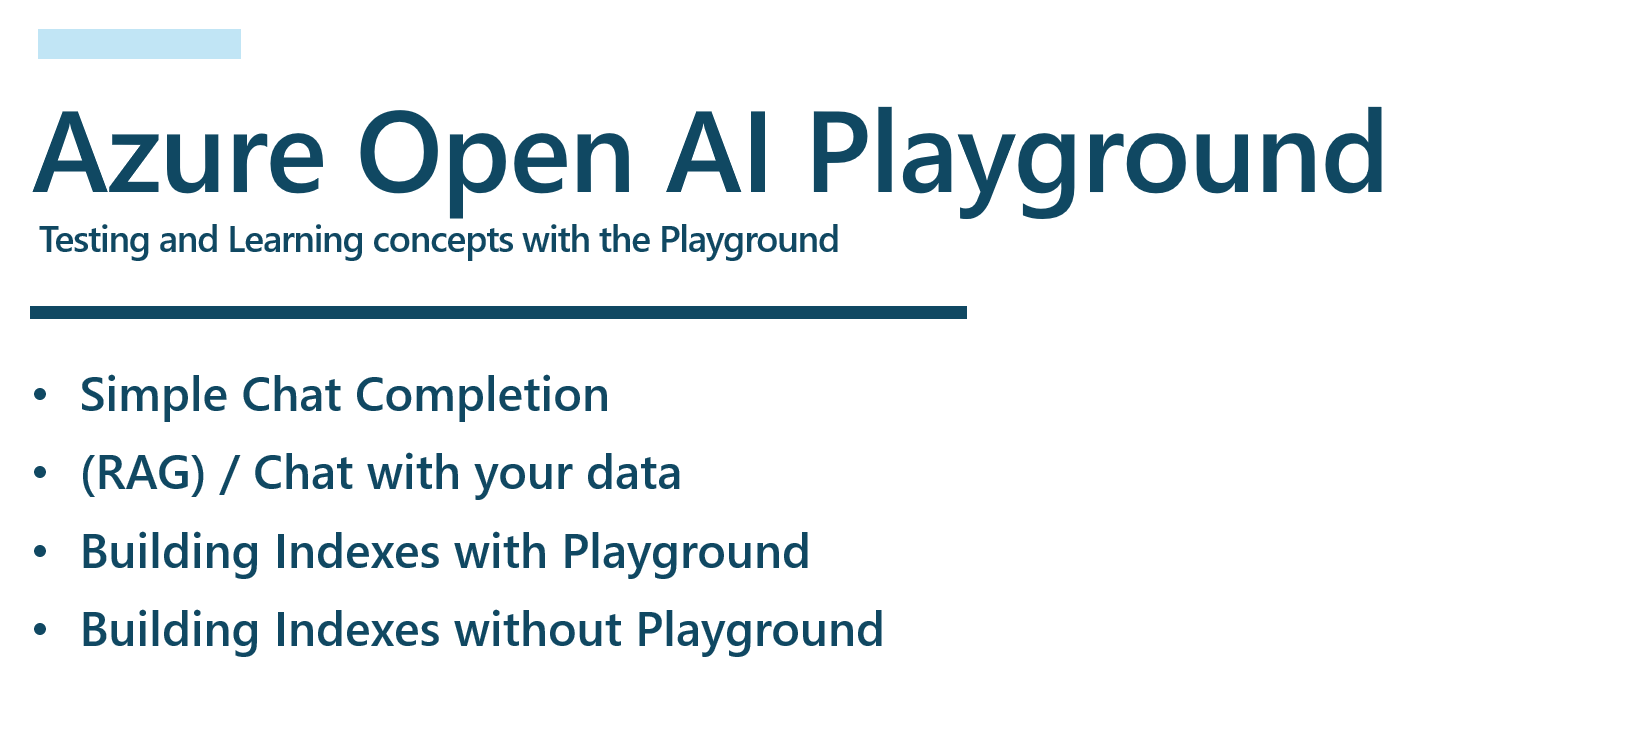 Azure Open AI Playground
Testing and Learning concepts with the Playground
• Simple Chat Completion
• (RAG) / Chat with your data
• Building Indexes with Playground
• Building Indexes without Playground